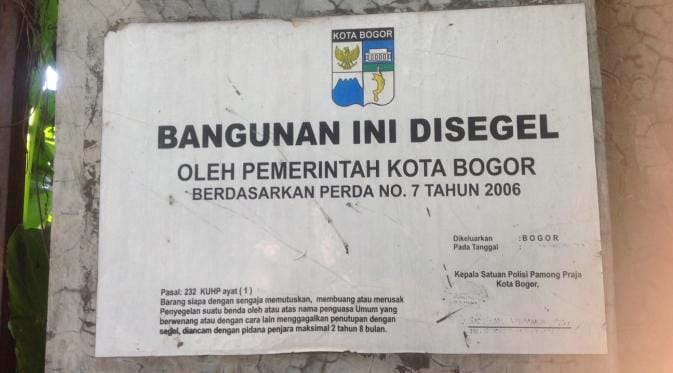 KOTA BOGOR
BANGUNAN INI DISEGEL
OLEH PEMERINTAH KOTA BOGOR
BERDASARKAN PERDA NO. 7 TAHUN 2006
Dikeluarkan : BOGOR
Pada Tanggal :
Kepala Satuan Polisi Pamong Praja
Kota Bogor,
Pasal: 232 KUHP ayat ( 1 )
Barang siapa dengan sengaja memutuskan, membuang atau merusak
Penyegelan suatu benda oleh atau atas nama penguasa Umum yang
berwenang atau dengan cara lain menggagalkan penutupan dengan
segel, diancam dengan pidana penjara maksimal 2 tahun 8 bulan.